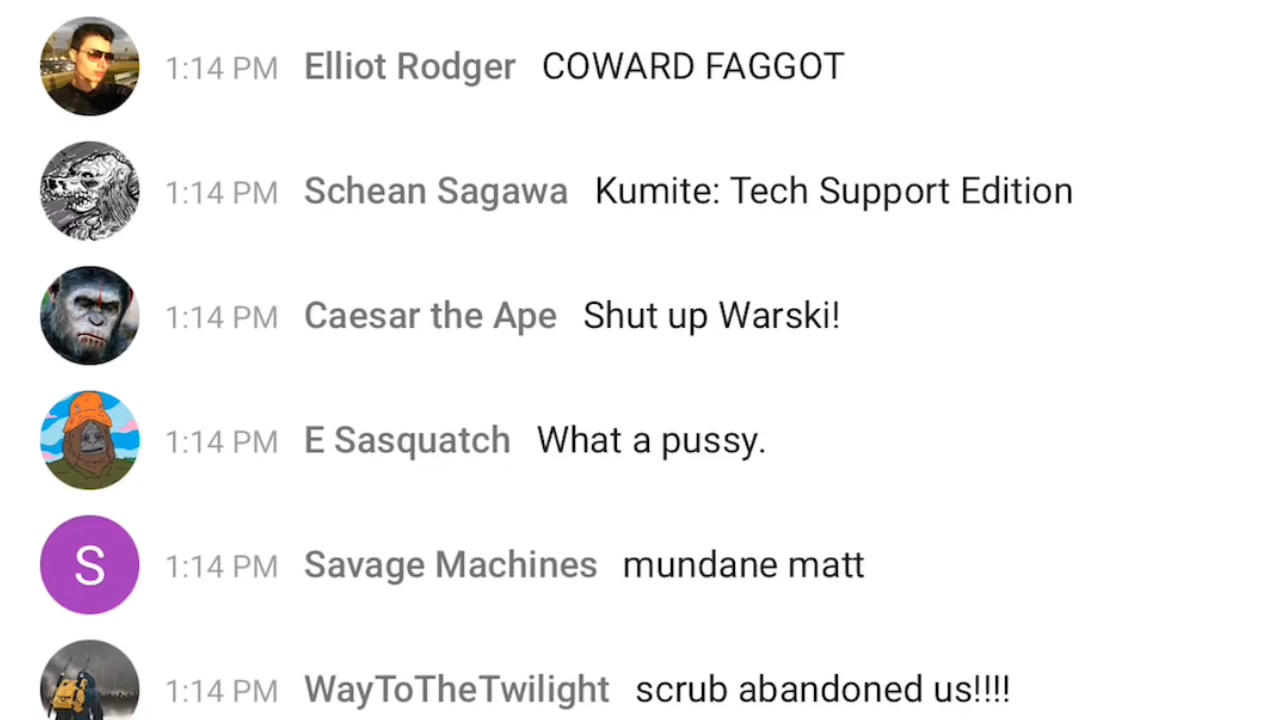 1:14 PM Elliot Rodger COWARD FAGGOT
1:14 PM Schean Sagawa Kumite: Tech Support Edition
1:14 PM Caesar the Ape Shut up Warski!
1:14 PM E Sasquatch What a pussy.
S 1:14 PM Savage Machines mundane matt
1:14 PM WayToTheTwilight scrub abandoned us!!!!